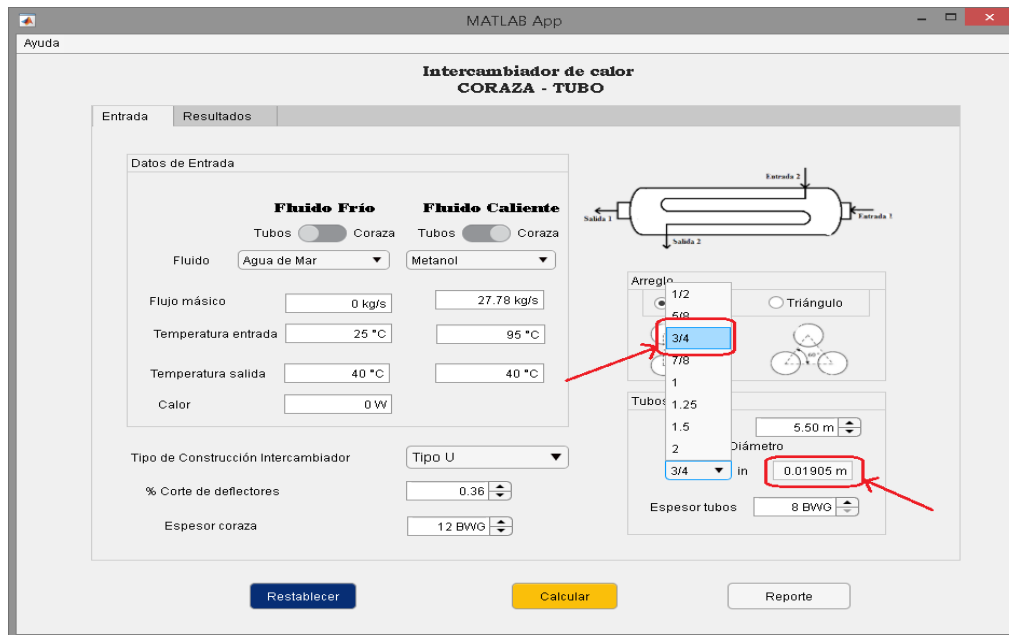 MATLAB App
Ayuda
Intercambiador de calor
CORAZA - TUBO
Entrada Resultados
Datos de Entrada
Fluido Frío Fluido Caliente
Tubos Coraza Tubos Coraza
Fluido Agua de Mar Metanol
Flujo másico 0 kg/s 27.78 kg/s
Temperatura entrada 25 °C 95 °C
Temperatura salida 40 °C 40 °C
Calor 0 W
Tipo de Construcción Intercambiador Tipo U
% Corte de deflectores 0.36
Espesor coraza 12 BWG
Entrada 2
Salida 1
Entrada 1
Salida 2
Arreglo
Triángulo
60°
1/2
5/8
3/4
7/8
1
1.25
1.5
2
Tubos
5.50 m
Diámetro
3/4 in 0.01905 m
Espesor tubos 8 BWG
Restablecer Calcular Reporte